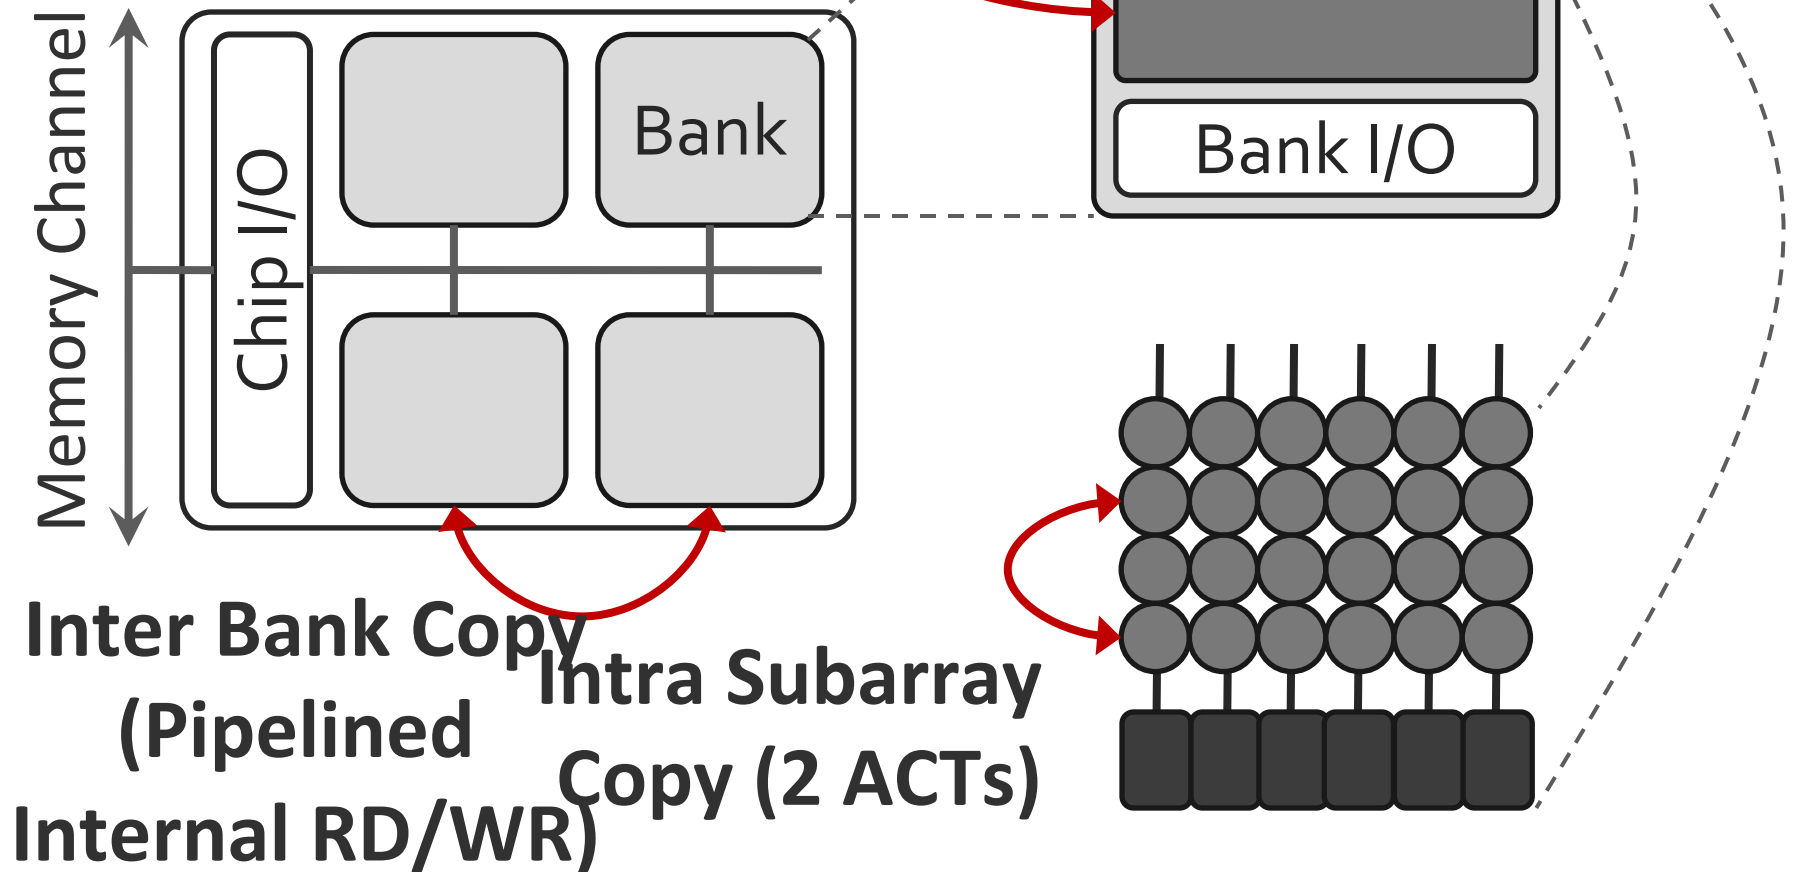 Memory Channel
Chip I/O
Bank
Bank I/O
Inter Bank Copy
(Pipelined
Internal RD/WR)
Intra Subarray
Copy (2 ACTs)